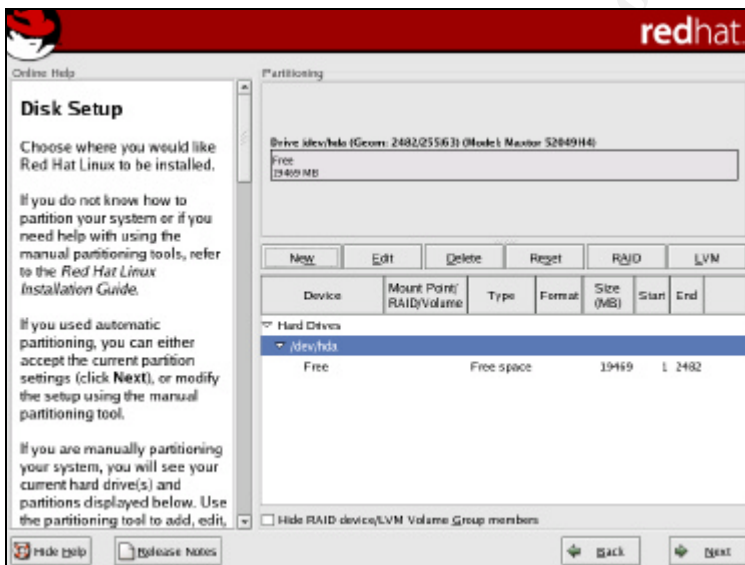 redhat.
Online Help
Disk Setup
Choose where you would like
Red Hat Linux to be installed.
If you do not know how to
partition your system or if you
need help with using the
manual partitioning tools, refer
to the Red Hat Linux
Installation Guide.
If you used automatic
partitioning, you can either
accept the current partition
settings (click Next), or modify
the setup using the manual
partitioning tool.
If you are manually partitioning
your system, you will see your
current hard drive(s) and
partitions displayed below. Use
the partitioning tool to add, edit,
Partitioning
Drive /dev/hda (Geom: 2482/255/63) (Model: Maxtor 52049H4)
Free
19469 MB
New Edit Delete Reset RAID LVM
Device Mount Point/ RAID/Volume Type Format Size (MB) Start End
Hard Drives
/dev/hda
Free Free space 19469 1 2482
Hide RAID device/LVM Volume Group members
Hide Help Release Notes Back Next